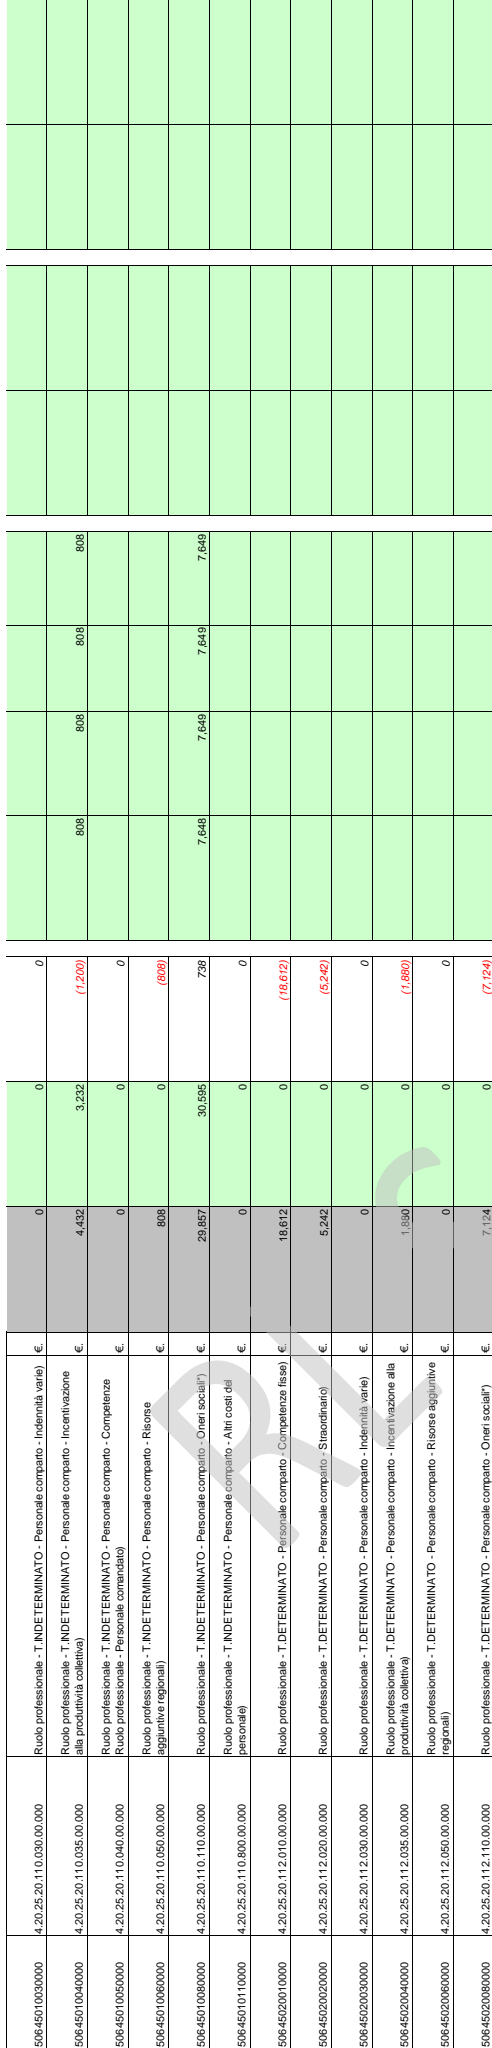 50645010030000 4.20.25.20.110.030.00.000 Ruolo professionale - T.INDETERMINATO - Personale comparto - Indennità varie) €. 0 0 0
50645010040000 4.20.25.20.110.035.00.000 Ruolo professionale - T.INDETERMINATO - Personale comparto - Incentivazione
alla produttività collettiva) €. 4,432 3,232 (1,200) 808 808 808 808
50645010050000 4.20.25.20.110.040.00.000 Ruolo professionale - T.INDETERMINATO - Personale comparto - Competenze
Ruolo professionale - Personale comandato) €. 0 0 0
50645010060000 4.20.25.20.110.050.00.000 Ruolo professionale - T.INDETERMINATO - Personale comparto - Risorse
aggiuntive regionali) €. 808 0 (808)
50645010080000 4.20.25.20.110.110.00.000 Ruolo professionale - T.INDETERMINATO - Personale comparto - Oneri sociali*) €. 29,857 30,595 738 7,648 7,649 7,649 7,649
50645010110000 4.20.25.20.110.800.00.000 Ruolo professionale - T.INDETERMINATO - Personale comparto - Altri costi del
personale) €. 0 0 0
50645020010000 4.20.25.20.112.010.00.000 Ruolo professionale - T.DETERMINATO - Personale comparto - Competenze fisse) €. 18,612 0 (18,612)
50645020020000 4.20.25.20.112.020.00.000 Ruolo professionale - T.DETERMINATO - Personale comparto - Straordinario) €. 5,242 0 (5,242)
50645020030000 4.20.25.20.112.030.00.000 Ruolo professionale - T.DETERMINATO - Personale comparto - Indennità varie) €. 0 0 0
50645020040000 4.20.25.20.112.035.00.000 Ruolo professionale - T.DETERMINATO - Personale comparto - Incentivazione alla
produttività collettiva) €. 1,880 0 (1,880)
50645020060000 4.20.25.20.112.050.00.000 Ruolo professionale - T.DETERMINATO - Personale comparto - Risorse aggiuntive
regionali) €. 0 0 0
50645020080000 4.20.25.20.112.110.00.000 Ruolo professionale - T.DETERMINATO - Personale comparto - Oneri sociali*) €. 7,124 0 (7,124)